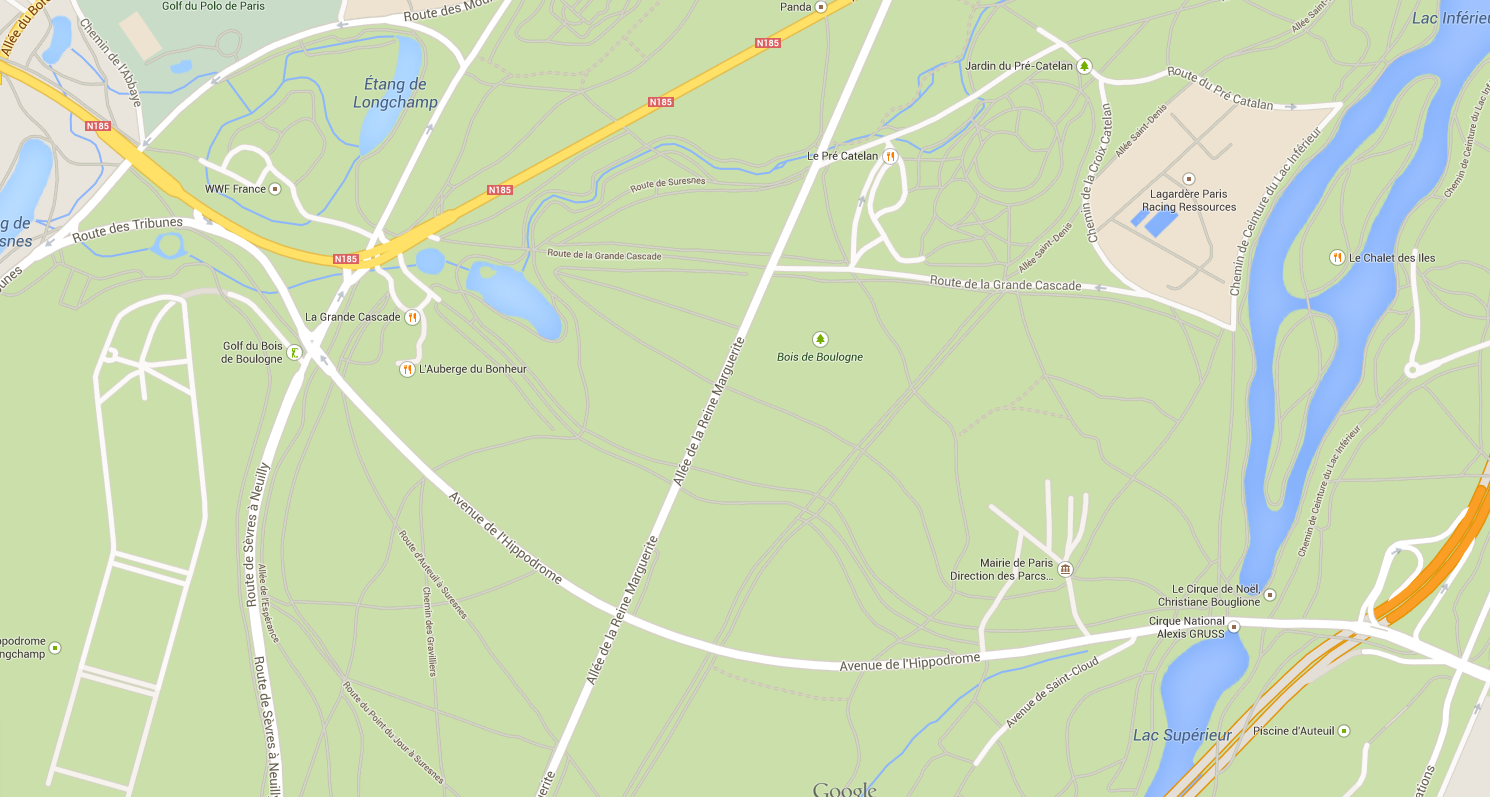 Golf du Polo de Paris
Route des Mou
Panda
Lac Inférieu
Allée du Bois
Chemin de l'Abbaye
N185
Étang de
Longchamp
N185
N185
Jardin du Pré-Catelan
Route du Pré Catalan
Allée Saint-Denis
Chemin de la Croix Catelan
Allée Saint-Denis
Chemin de Ceinture du Lac Inférieur
Chemin de Ceinture du Lac Inf
Le Pré Catelan
WWF France
N185
Route de Suresnes
Lagardère Paris
Racing Ressources
g de
snes
Route des Tribunes
unes
N185
Route de la Grande Cascade
Allée Saint-Denis
Le Chalet des Iles
Route de la Grande Cascade
La Grande Cascade
Golf du Bois
de Boulogne
L'Auberge du Bonheur
Bois de Boulogne
Allée de la Reine Marguerite
Route de Sèvres à Neuilly
Avenue de l'Hippodrome
Chemin de Ceinture du Lac Inférieur
Route d'Auteuil à Suresnes
Allée de l'Espérance
Chemin des Gravilliers
Allée de la Reine Marguerite
Mairie de Paris
Direction des Parcs...
Le Cirque de Noël,
Christiane Bouglione
Cirque National
Alexis GRUSS
ppodrome
ngchamp
Avenue de l'Hippodrome
Avenue de Saint-Cloud
Route de Sèvres à Neuilly
Route du Point du Jour à Suresnes
Lac Supérieur
Piscine d'Auteuil
uerite
ations
Google